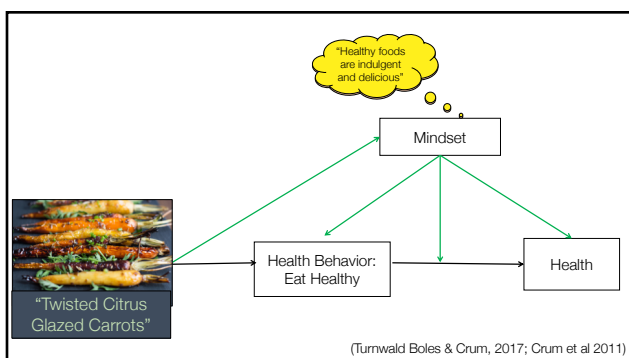 “Healthy foods
are indulgent
and delicious”
Mindset
“Twisted Citrus
Glazed Carrots”
Health Behavior:
Eat Healthy
Health
(Turnwald Boles & Crum, 2017; Crum et al 2011)